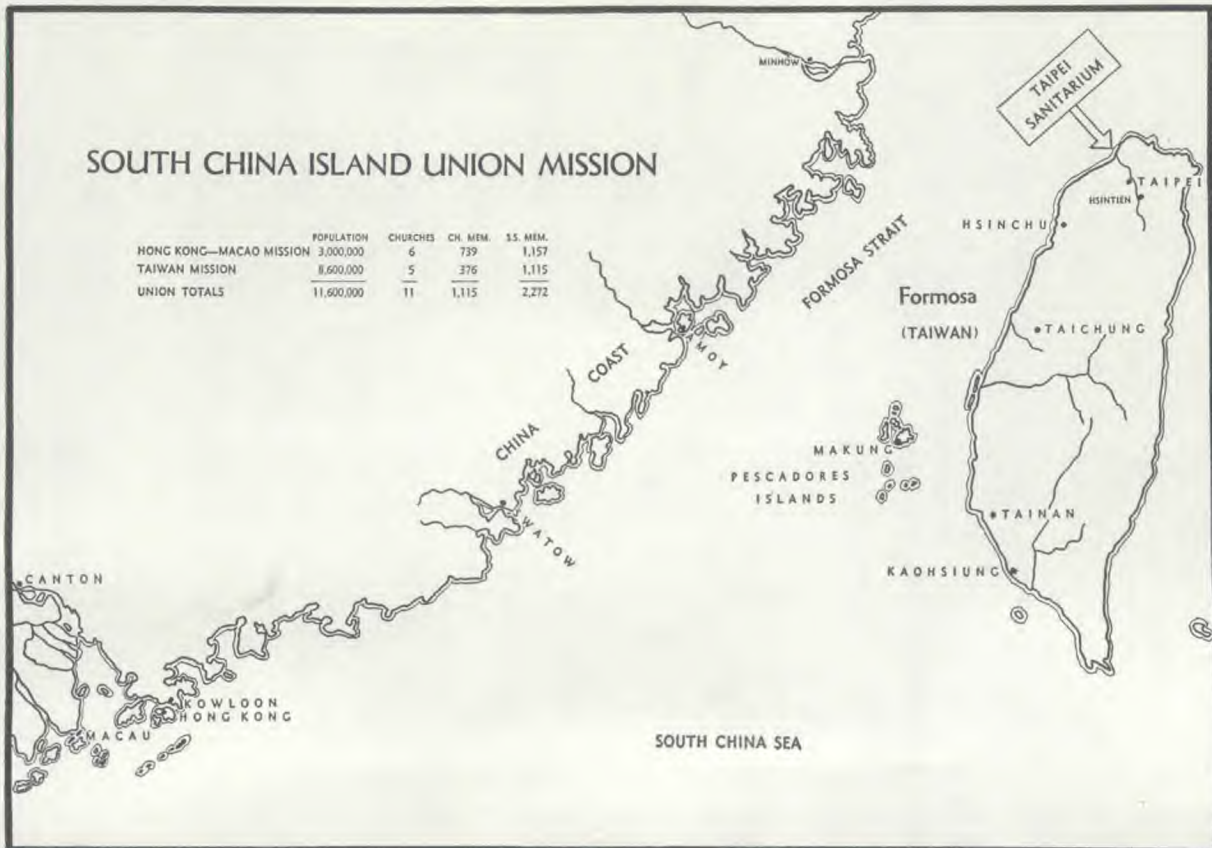 MINHOW
TAIPEI
SANITARIUM
SOUTH CHINA ISLAND UNION MISSION
POPULATION CHURCHES CH. MEM. S.S. MEM.
HONG KONG—MACAO MISSION 3,000,000 6 739 1,157
TAIWAN MISSION 8,600,000 5 376 1,115
UNION TOTALS 11,600,000 11 1,115 2,272
TAIPEI
HSINTIEN
HSINCHU
FORMOSA STRAIT
Formosa
(TAIWAN)
TAICHUNG
AMOY
COAST
CHINA
MAKUNG
PESCADORES
ISLANDS
SWATOW
TAINAN
KAOHSIUNG
CANTON
KOWLOON
HONG KONG
MACAU
SOUTH CHINA SEA